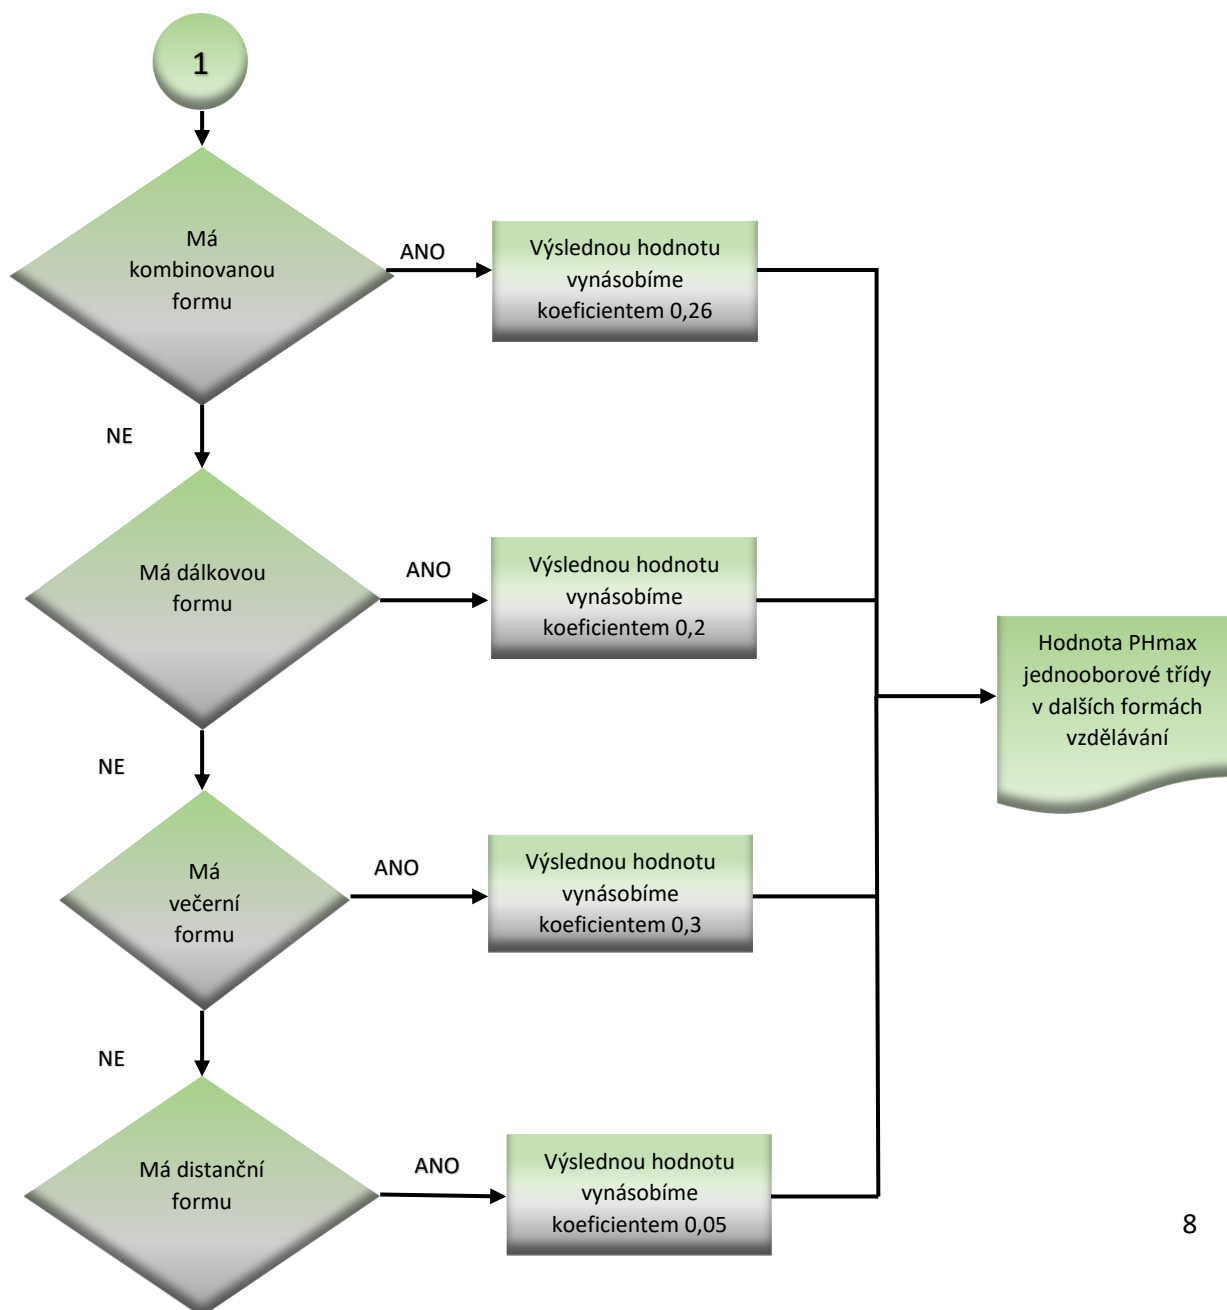 1
Má
kombinovanou
formu
ANO
Výslednou hodnotu
vynásobíme
koeficientem 0,26
NE
Má dálkovou
formu
ANO
Výslednou hodnotu
vynásobíme
koeficientem 0,2
Hodnota PHmax
jednooborové třídy
v dalších formách
vzdělávání
NE
Má
večerní
formu
ANO
Výslednou hodnotu
vynásobíme
koeficientem 0,3
NE
Má distanční
formu
ANO
Výslednou hodnotu
vynásobíme
koeficientem 0,05
8